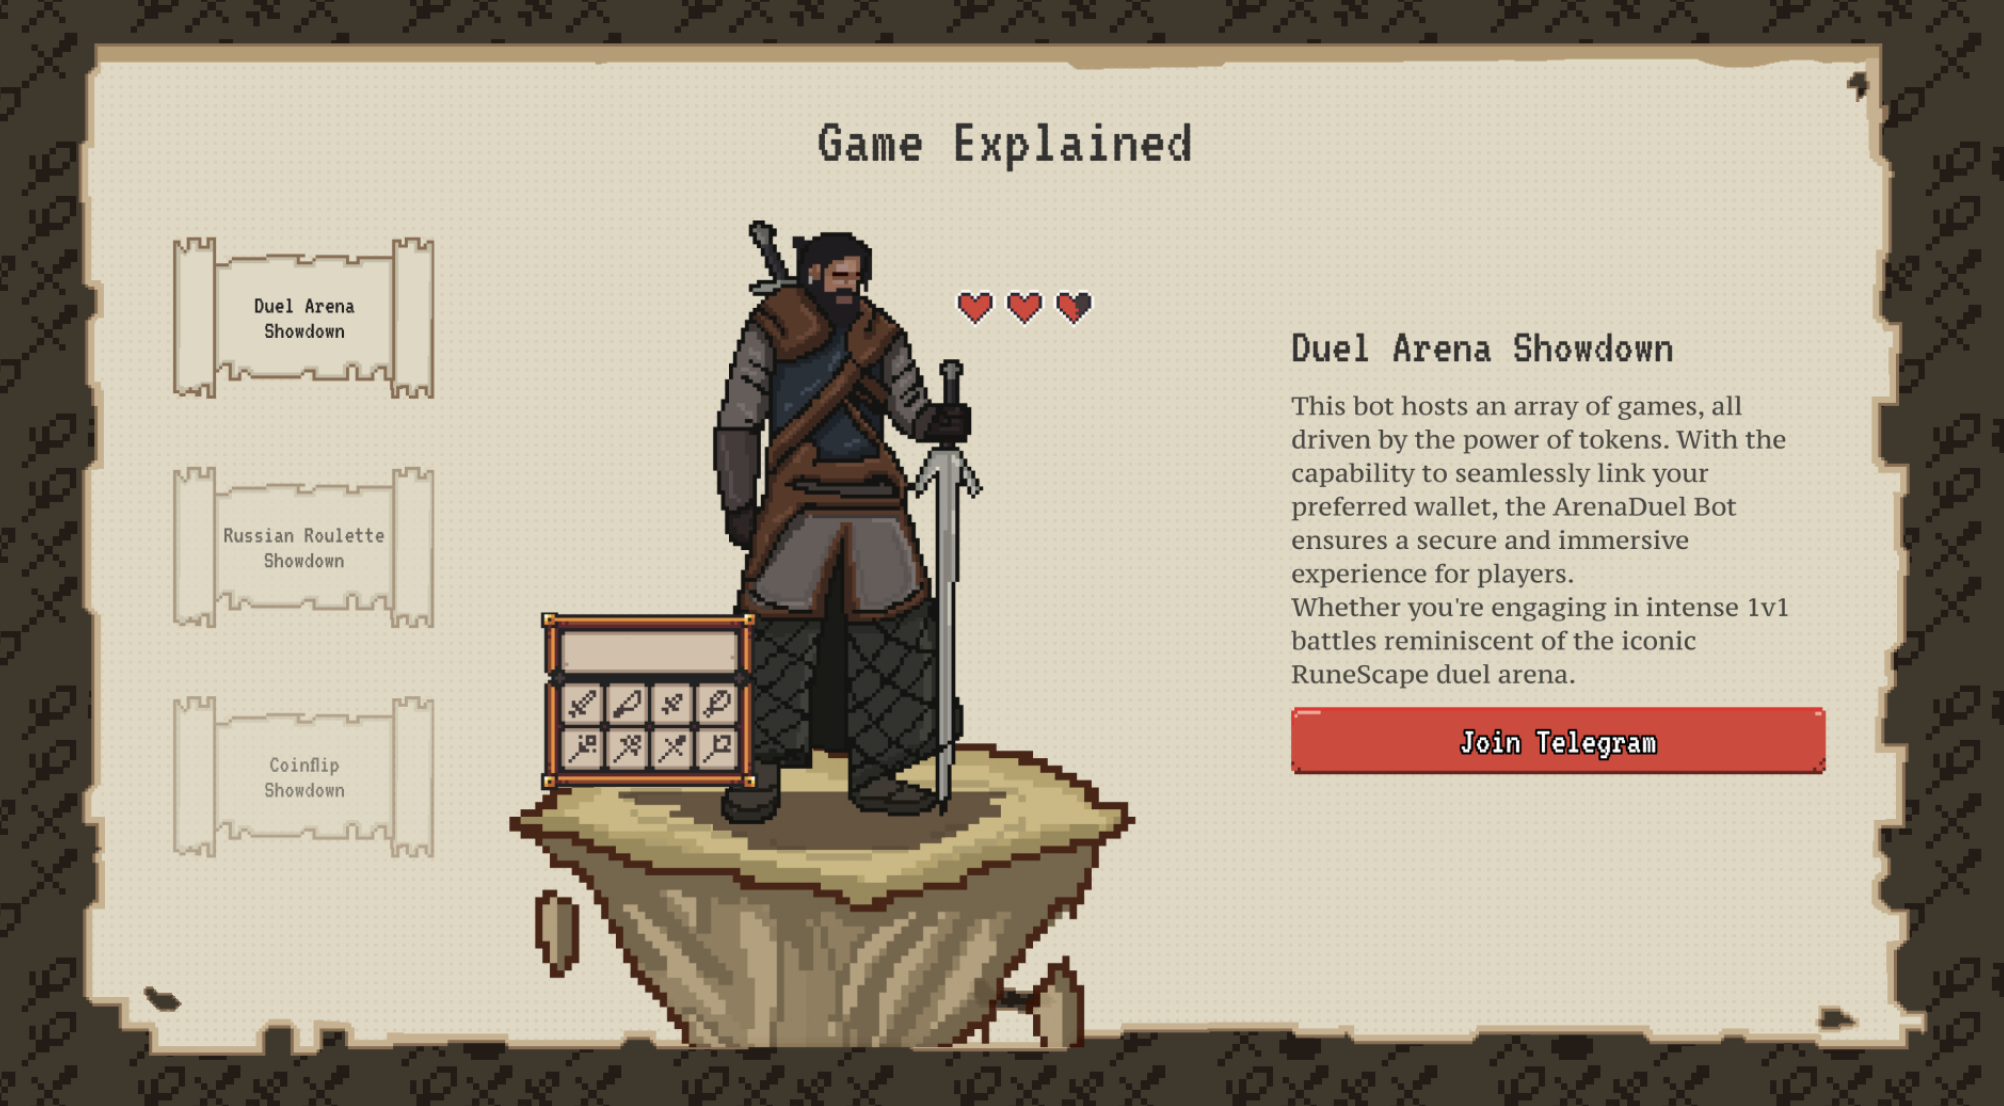 Game Explained
Duel Arena
Showdown
Russian Roulette
Showdown
Coinflip
Showdown
Duel Arena Showdown
This bot hosts an array of games, all
driven by the power of tokens. With the
capability to seamlessly link your
preferred wallet, the ArenaDuel Bot
ensures a secure and immersive
experience for players.
Whether you're engaging in intense 1v1
battles reminiscent of the iconic
RuneScape duel arena.
Join Telegram